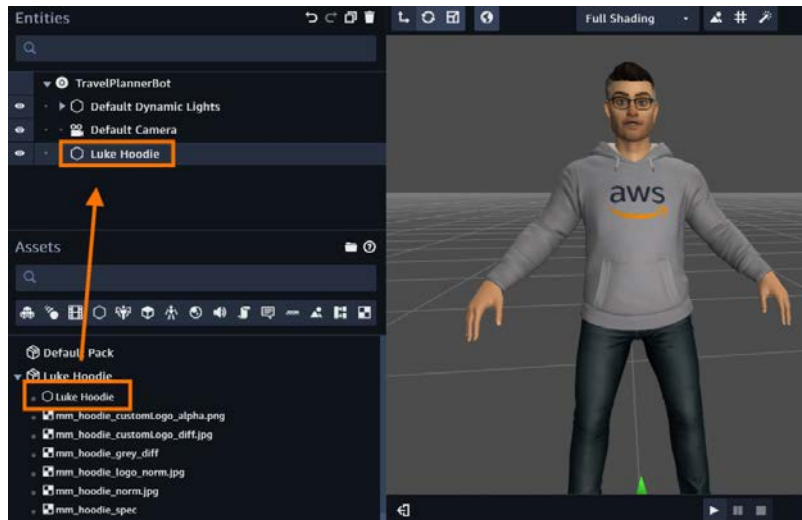 Entities
TravelPlannerBot
Default Dynamic Lights
Default Camera
Luke Hoodie
Assets
Default Pack
Luke Hoodie
Luke Hoodie
mm_hoodie_customLogo_alpha.png
mm_hoodie_customLogo_diff.jpg
mm_hoodie_grey_diff
mm_hoodie_logo_norm.jpg
mm_hoodie_norm.jpg
mm_hoodie_spec
Full Shading
aws